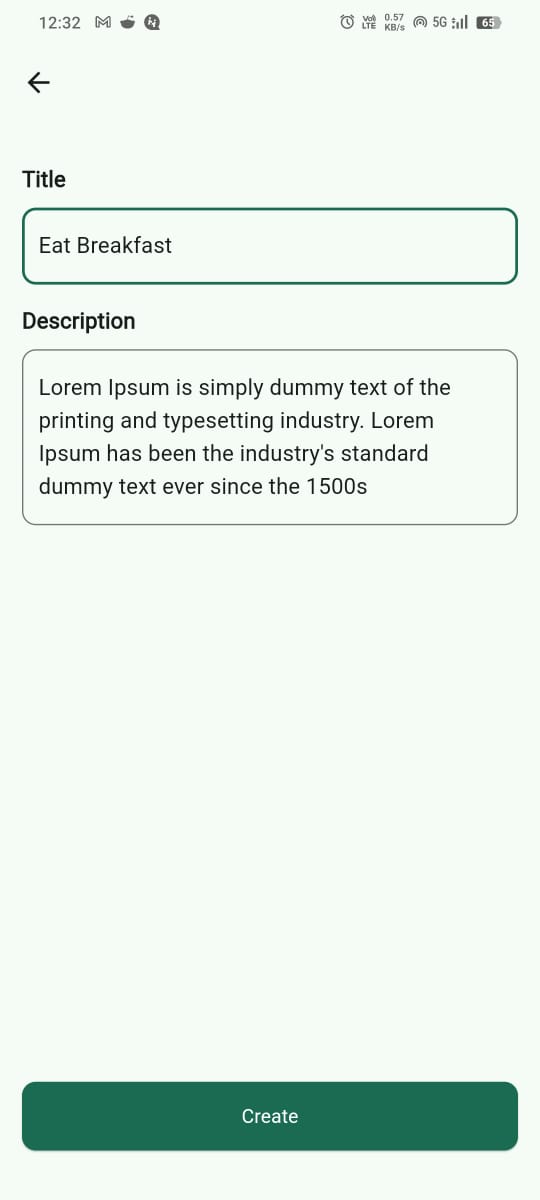 12:32
Vo)) LTE
0.57 KB/s
5G
65
Title
Eat Breakfast
Description
Lorem Ipsum is simply dummy text of the
printing and typesetting industry. Lorem
Ipsum has been the industry's standard
dummy text ever since the 1500s
Create